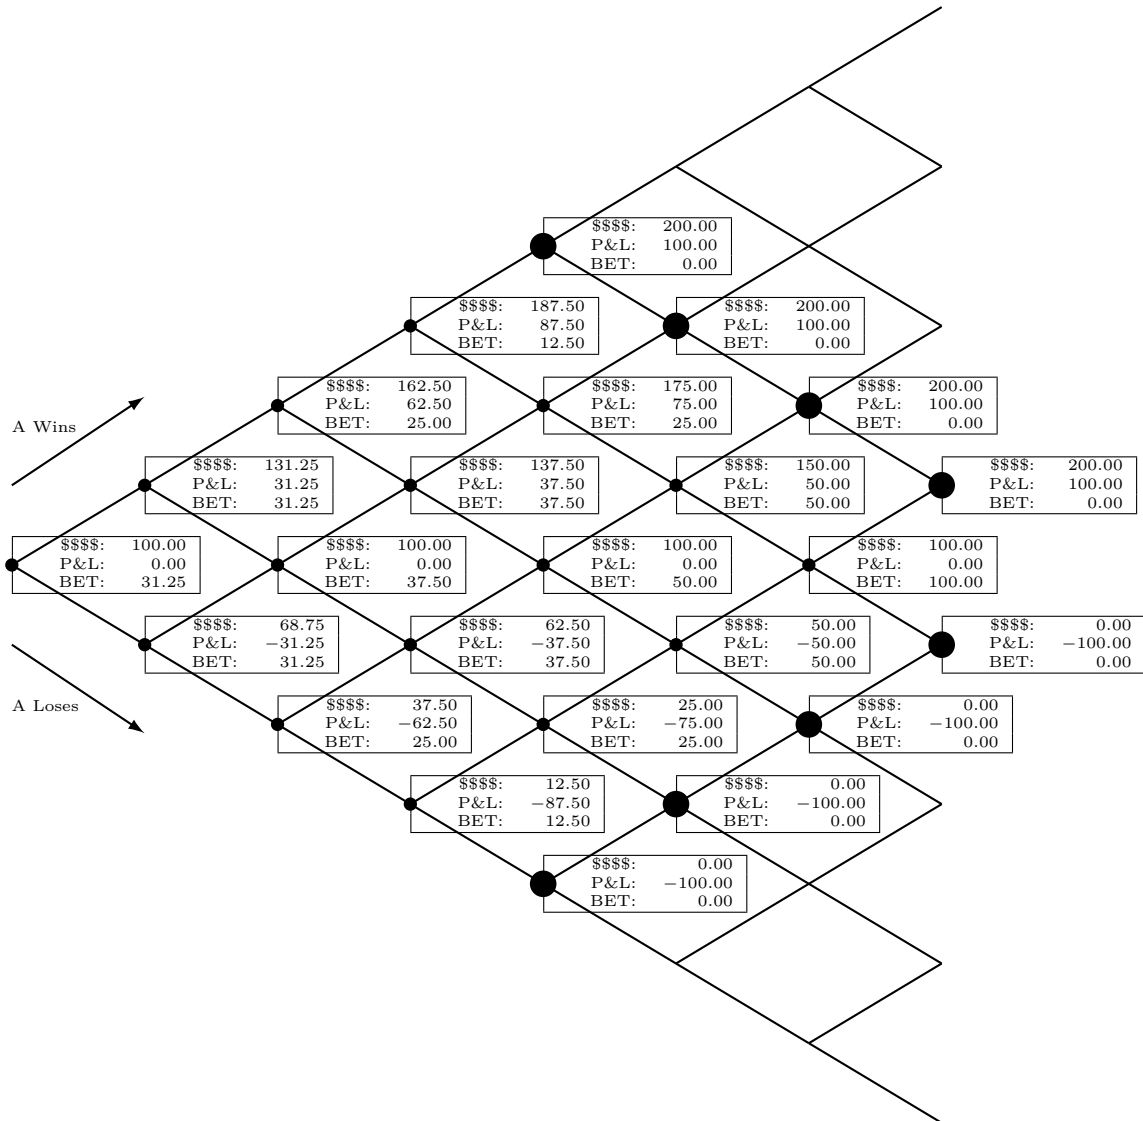 $$$$: 200.00
P&L: 100.00
BET: 0.00
$$$$: 187.50
P&L: 87.50
BET: 12.50
$$$$: 200.00
P&L: 100.00
BET: 0.00
A Wins
$$$$: 162.50
P&L: 62.50
BET: 25.00
$$$$: 175.00
P&L: 75.00
BET: 25.00
$$$$: 200.00
P&L: 100.00
BET: 0.00
$$$$: 131.25
P&L: 31.25
BET: 31.25
$$$$: 137.50
P&L: 37.50
BET: 37.50
$$$$: 150.00
P&L: 50.00
BET: 50.00
$$$$: 200.00
P&L: 100.00
BET: 0.00
$$$$: 100.00
P&L: 0.00
BET: 31.25
$$$$: 100.00
P&L: 0.00
BET: 37.50
$$$$: 100.00
P&L: 0.00
BET: 50.00
$$$$: 100.00
P&L: 0.00
BET: 100.00
$$$$: 68.75
P&L: −31.25
BET: 31.25
$$$$: 62.50
P&L: −37.50
BET: 37.50
$$$$: 50.00
P&L: −50.00
BET: 50.00
$$$$: 0.00
P&L: −100.00
BET: 0.00
A Loses
$$$$: 37.50
P&L: −62.50
BET: 25.00
$$$$: 25.00
P&L: −75.00
BET: 25.00
$$$$: 0.00
P&L: −100.00
BET: 0.00
$$$$: 12.50
P&L: −87.50
BET: 12.50
$$$$: 0.00
P&L: −100.00
BET: 0.00
$$$$: 0.00
P&L: −100.00
BET: 0.00